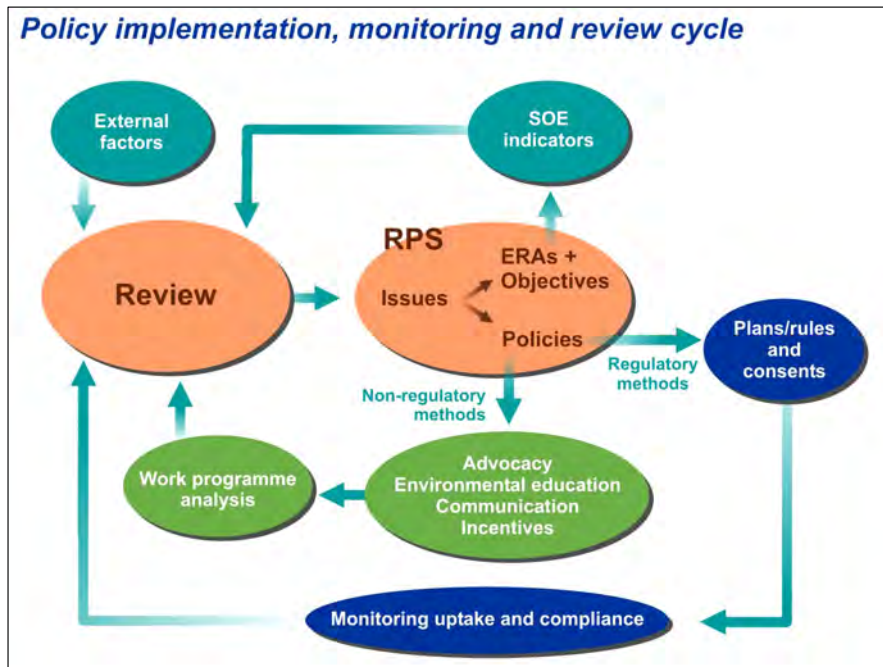 Policy implementation, monitoring and review cycle
External
factors
SOE
indicators
Review
RPS
ERAs +
Objectives
Issues
Policies
Plans/rules
and
consents
Regulatory
methods
Non-regulatory
methods
Work programme
analysis
Advocacy
Environmental education
Communication
Incentives
Monitoring uptake and compliance